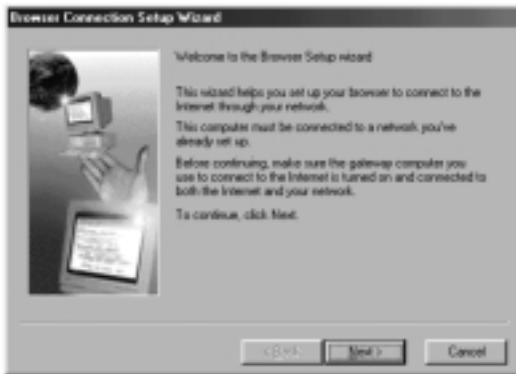 Browser Connection Setup Wizard
Welcome to the Browser Setup wizard
This wizard helps you set up your browser to connect to the
Internet through your network.
This computer must be connected to a network you've
already set up.
Before continuing, make sure the gateway computer you
use to connect to the Internet is turned on and connected to
both the Internet and your network.
To continue, click Next.
< Back
Next >
Cancel